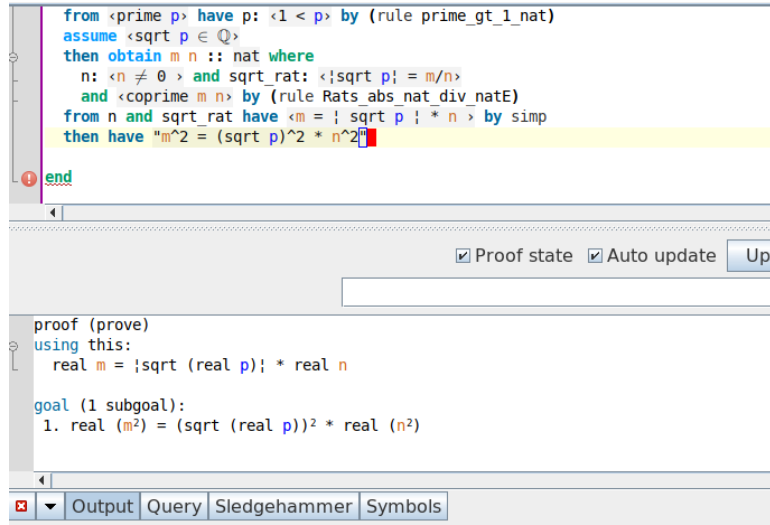 from ‹prime p› have p: ‹1 < p› by (rule prime_gt_1_nat)
assume ‹sqrt p ∈ ℚ›
then obtain m n :: nat where
n: ‹n ≠ 0 › and sqrt_rat: ‹¦sqrt p¦ = m/n›
and ‹coprime m n› by (rule Rats_abs_nat_div_natE)
from n and sqrt_rat have ‹m = ¦ sqrt p ¦ * n › by simp
then have "m^2 = (sqrt p)^2 * n^2"
end
Proof state Auto update Up
proof (prove)
using this:
real m = ¦sqrt (real p)¦ * real n
goal (1 subgoal):
1. real (m²) = (sqrt (real p))² * real (n²)
Output Query Sledgehammer Symbols